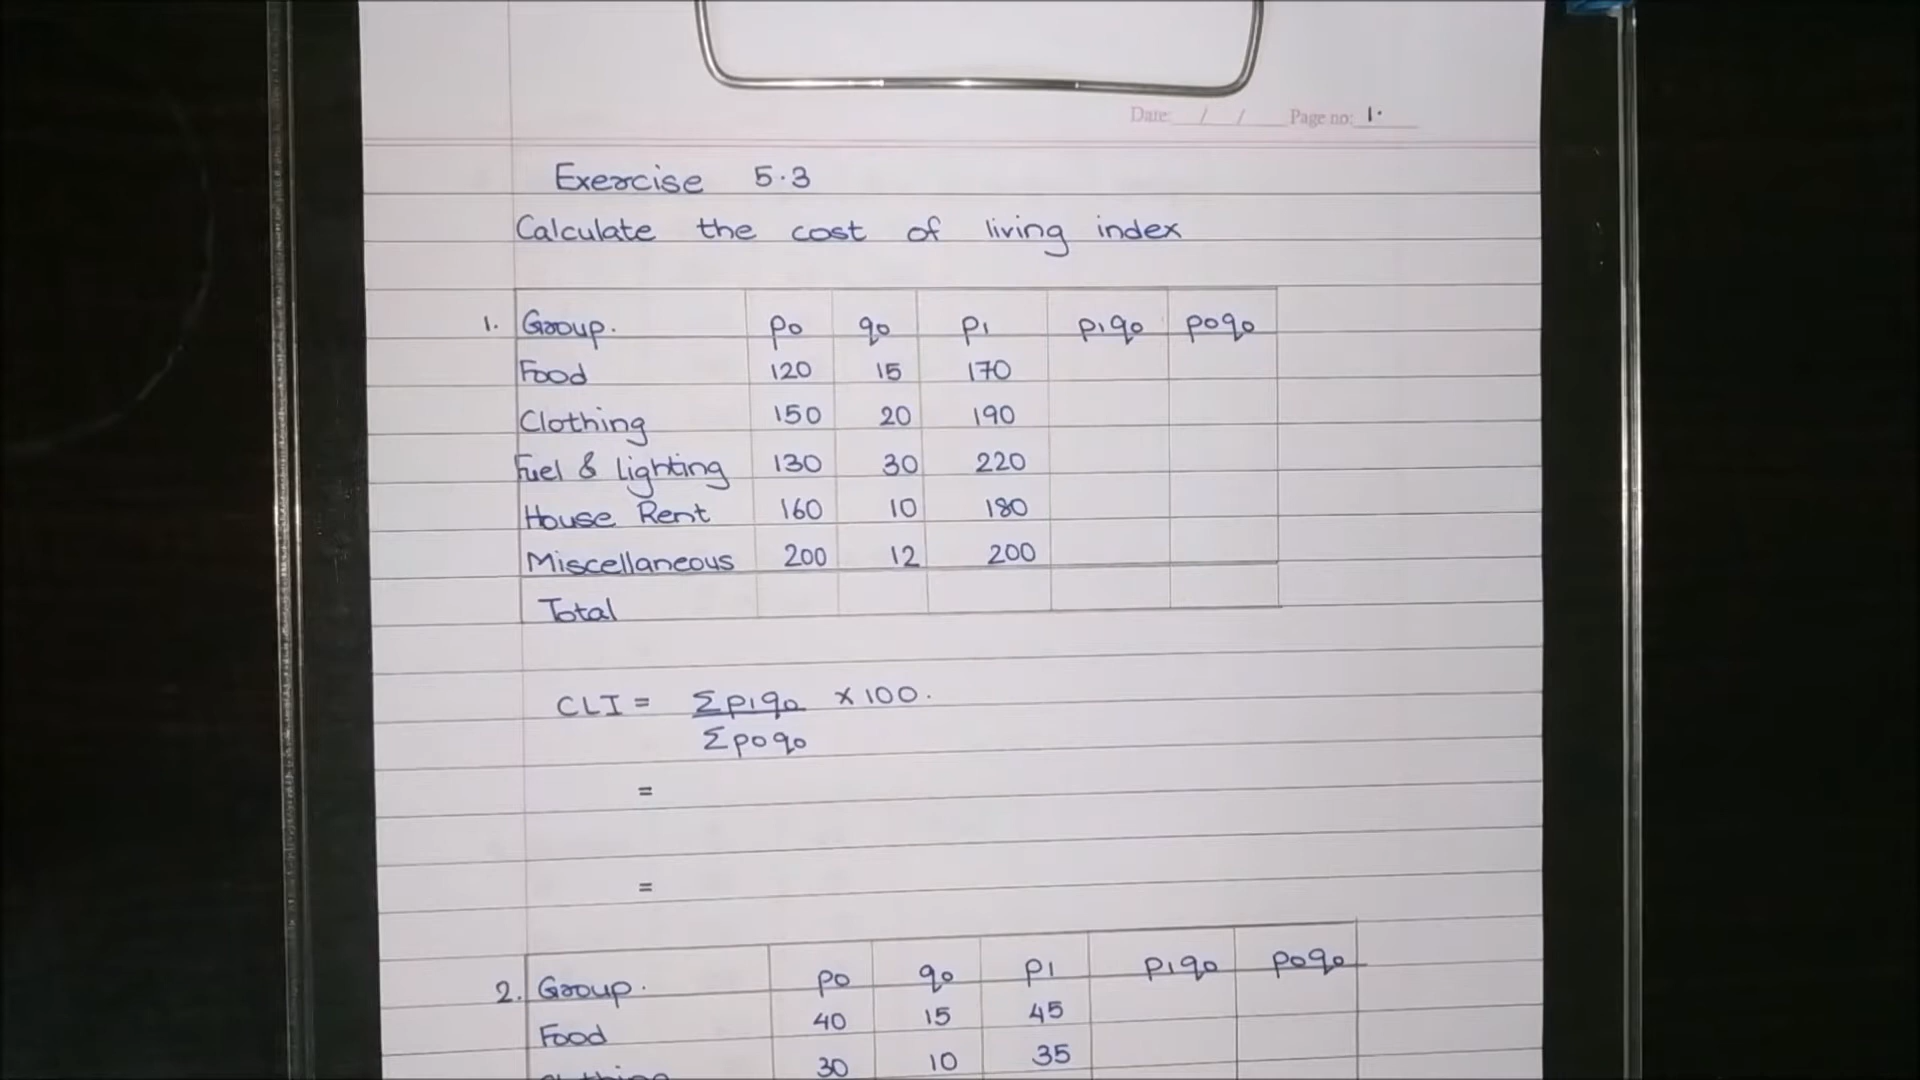 Date: / / Page no: 1.
Exercise 5.3
Calculate the cost of living index
1. Group. p0 q0 p1 p1q0 p0q0
Food 120 15 170
Clothing 150 20 190
Fuel & lighting 130 30 220
House Rent 160 10 180
Miscellaneous 200 12 200
Total
CLI = Σp1q0 × 100.
Σp0q0
=
=
2. Group. p0 q0 p1 p1q0 p0q0
Food 40 15 45
30 10 35